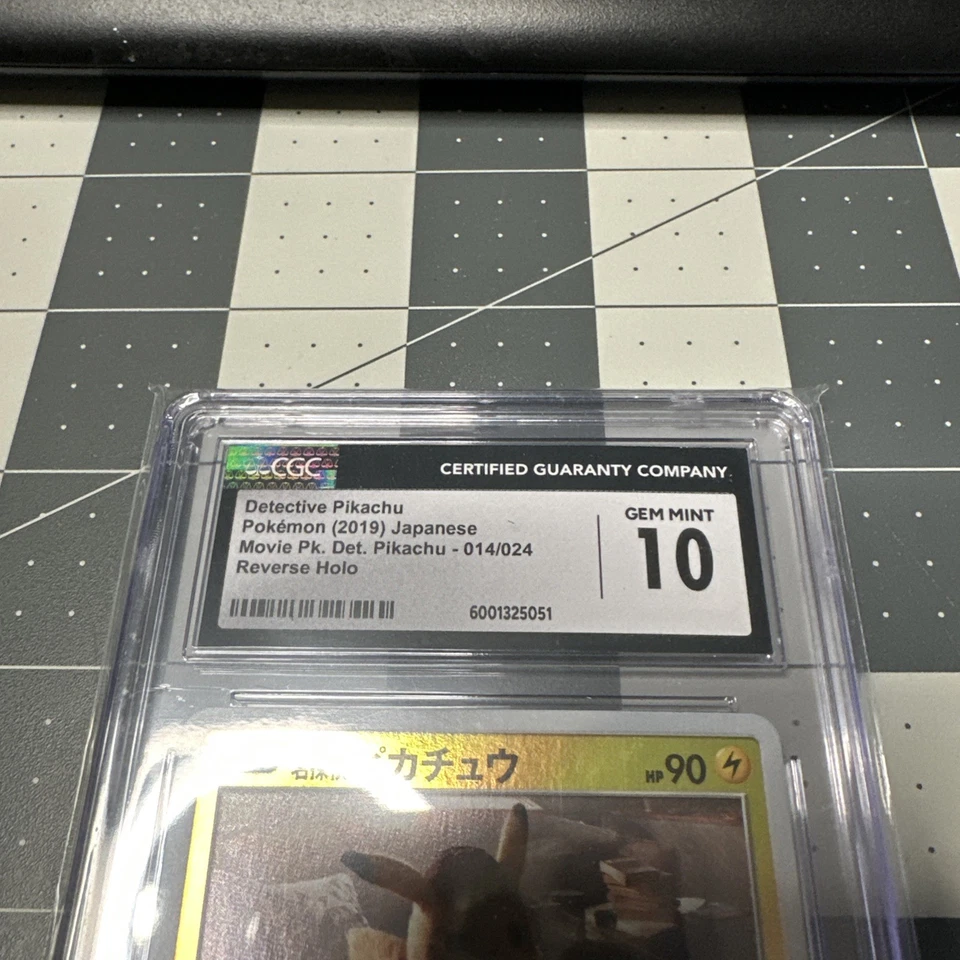 CGC
CERTIFIED GUARANTY COMPANY
Detective Pikachu
Pokémon (2019) Japanese
Movie Pk. Det. Pikachu - 014/024
Reverse Holo
GEM MINT
10
6001325051
ピカチュウ
HP 90